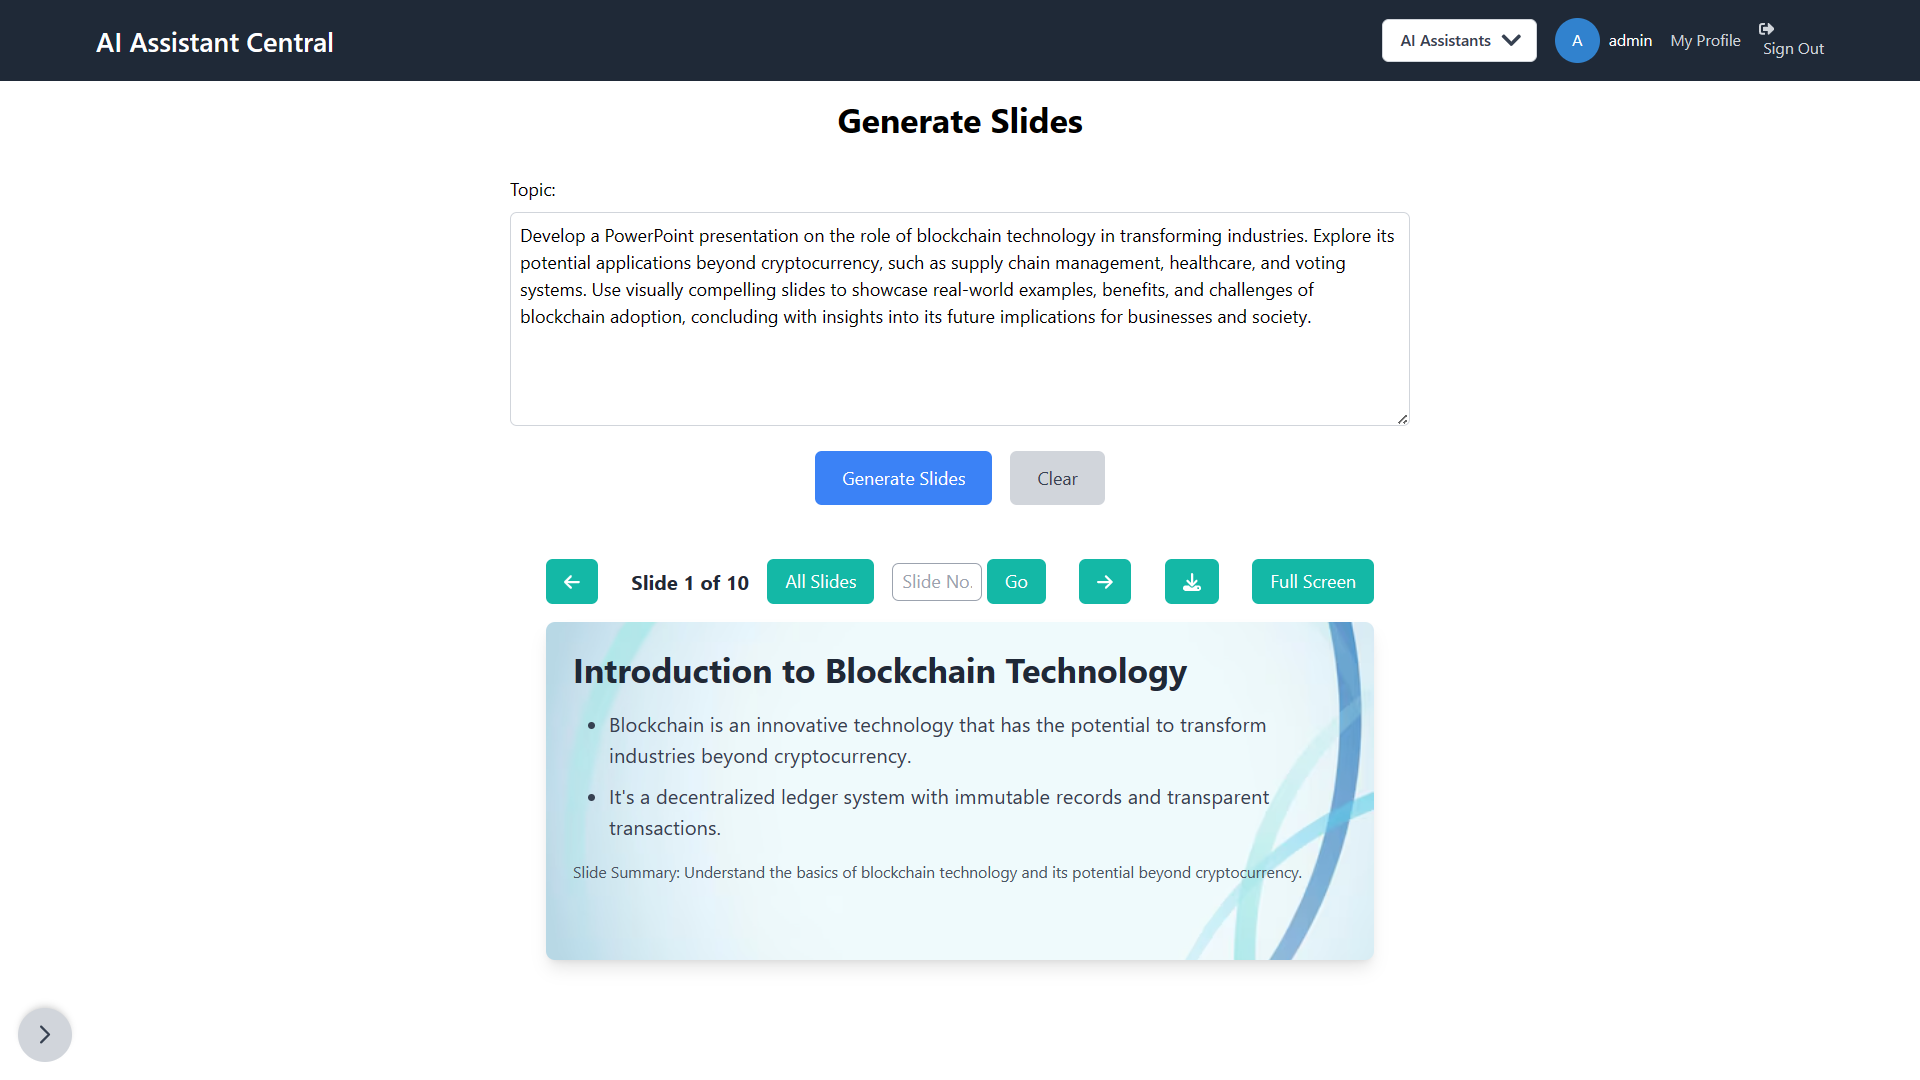 AI Assistant Central
AI Assistants
A
admin
My Profile
Sign Out
Generate Slides
Topic:
Develop a PowerPoint presentation on the role of blockchain technology in transforming industries. Explore its
potential applications beyond cryptocurrency, such as supply chain management, healthcare, and voting
systems. Use visually compelling slides to showcase real-world examples, benefits, and challenges of
blockchain adoption, concluding with insights into its future implications for businesses and society.
Generate Slides
Clear
Slide 1 of 10
All Slides
Slide No.
Go
Full Screen
Introduction to Blockchain Technology
• Blockchain is an innovative technology that has the potential to transform
industries beyond cryptocurrency.
• It's a decentralized ledger system with immutable records and transparent
transactions.
Slide Summary: Understand the basics of blockchain technology and its potential beyond cryptocurrency.